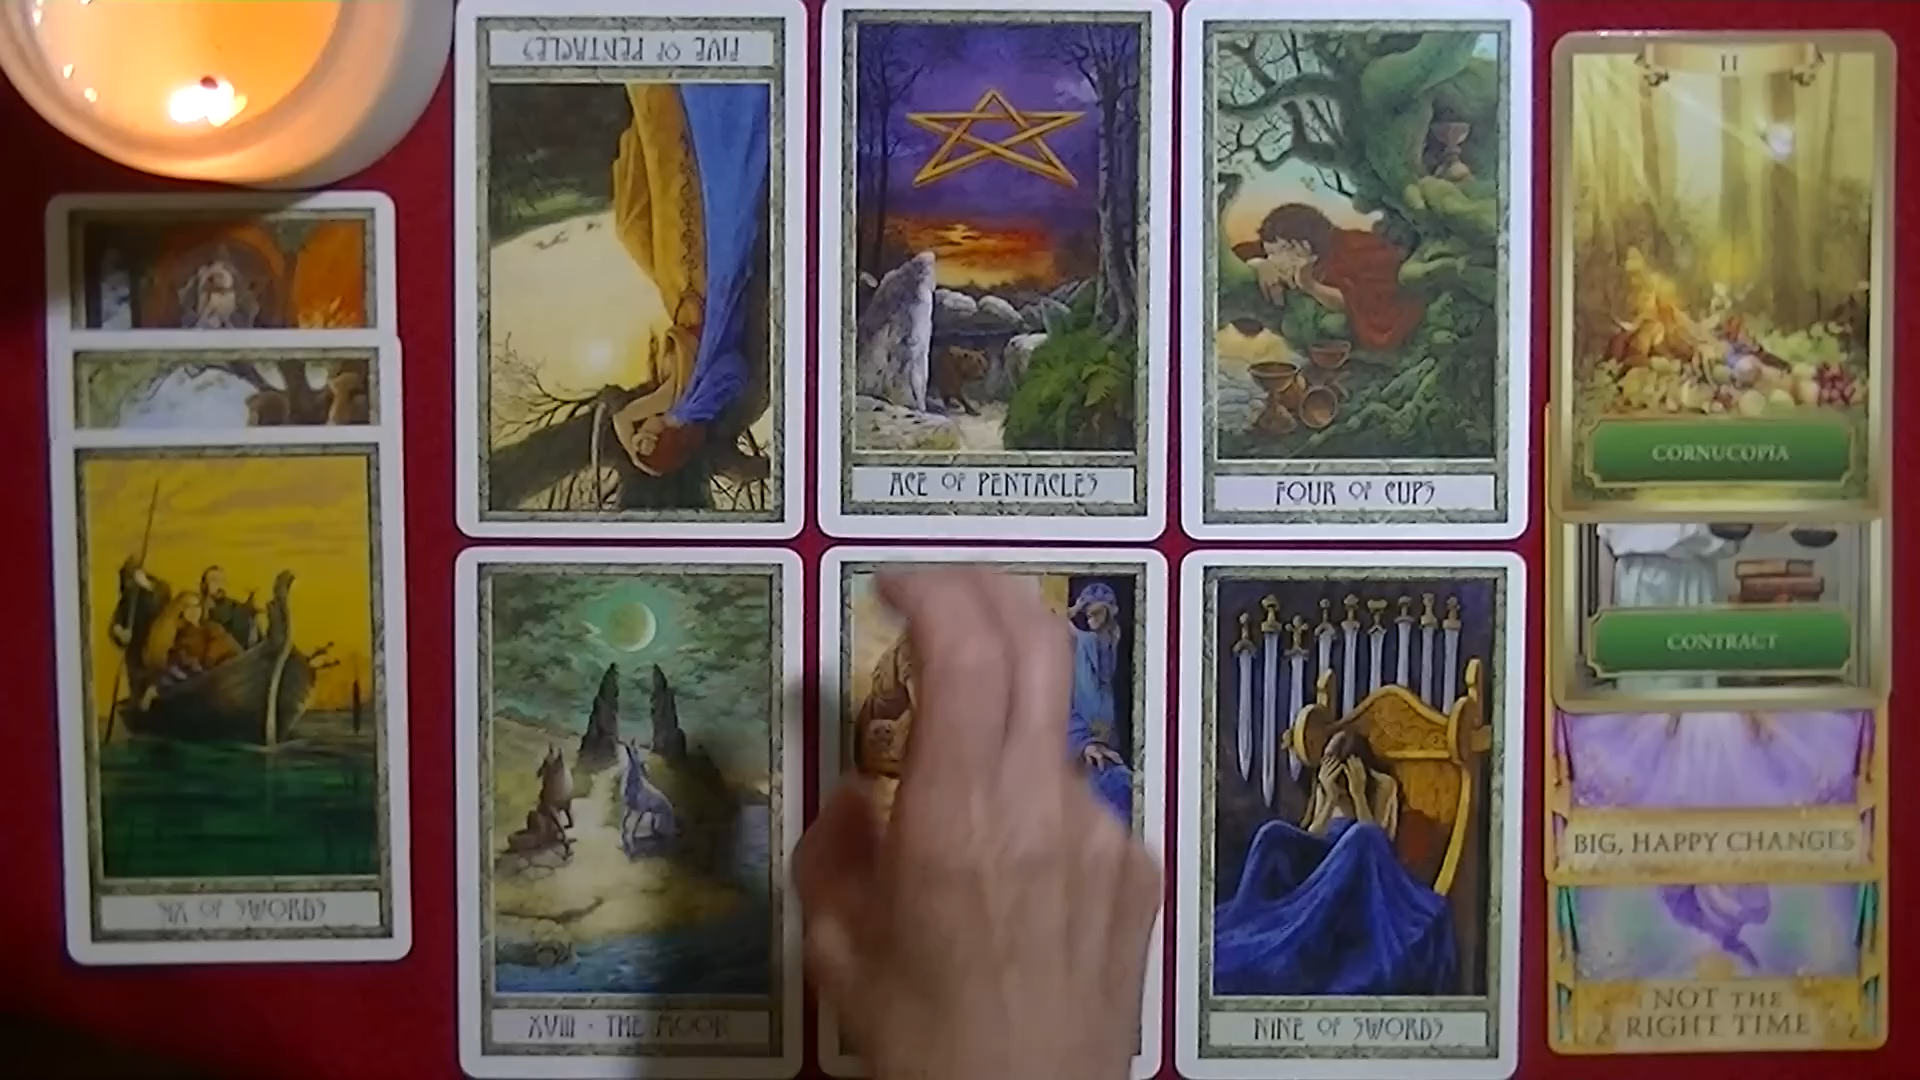 FIVE OF PENTACLES
ACE OF PENTACLES
FOUR OF CUPS
II
CORNUCOPIA
CONTRACT
SIX OF SWORDS
BIG, HAPPY CHANGES
XVIII · THE MOON
NINE OF SWORDS
NOT THE
RIGHT TIME